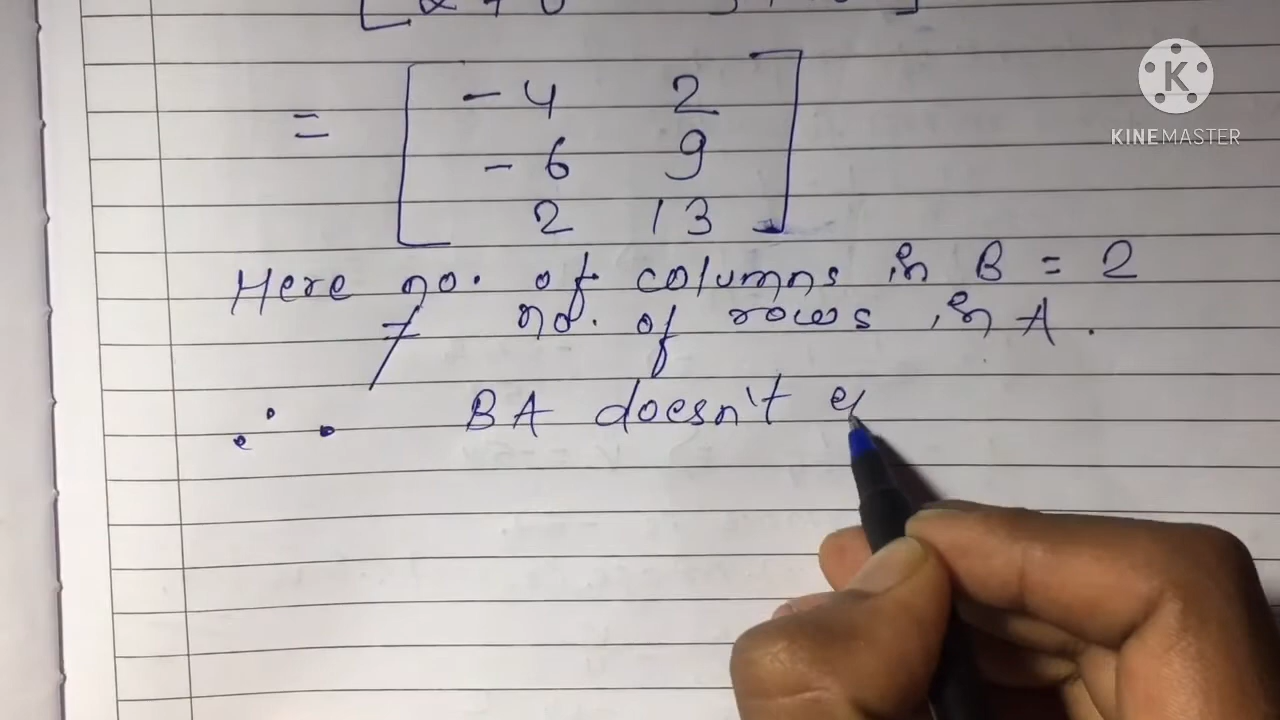 = [ -4 2
-6 9
2 13 ]
Here no. of columns in B = 2
≠ no. of rows in A.
∴ BA doesn't e
K
KINEMASTER